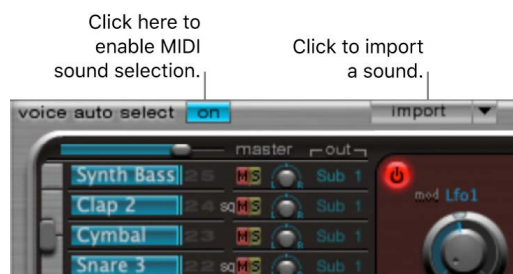 Click here to
enable MIDI
sound selection.
Click to import
a sound.
voice auto select on import
master out
Synth Bass 25 M S L R Sub 1
mod Lfo1
Clap 2 24 sq M S L R Sub 1
Cymbal 23 M S L R Sub 1
Snare 3 22 sq M S Sub 1